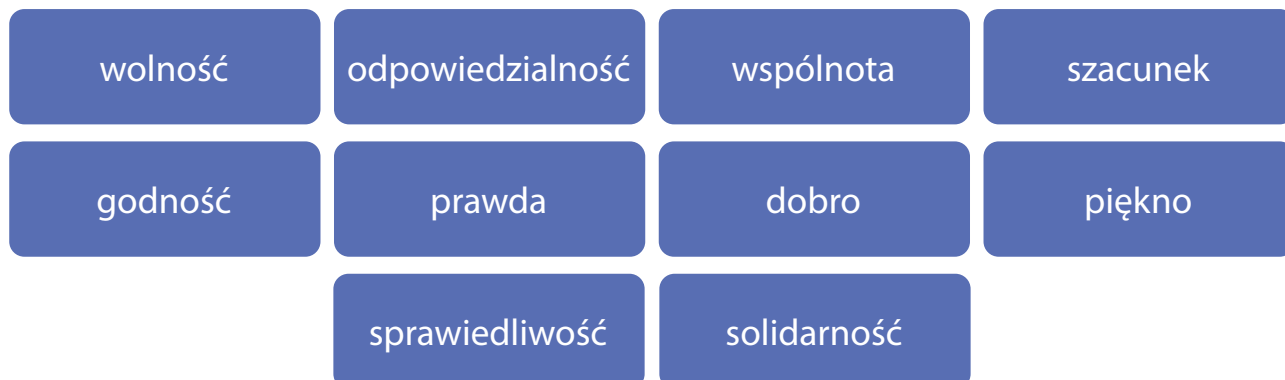 wolność odpowiedzialność wspólnota szacunek
godność prawda dobro piękno
sprawiedliwość solidarność